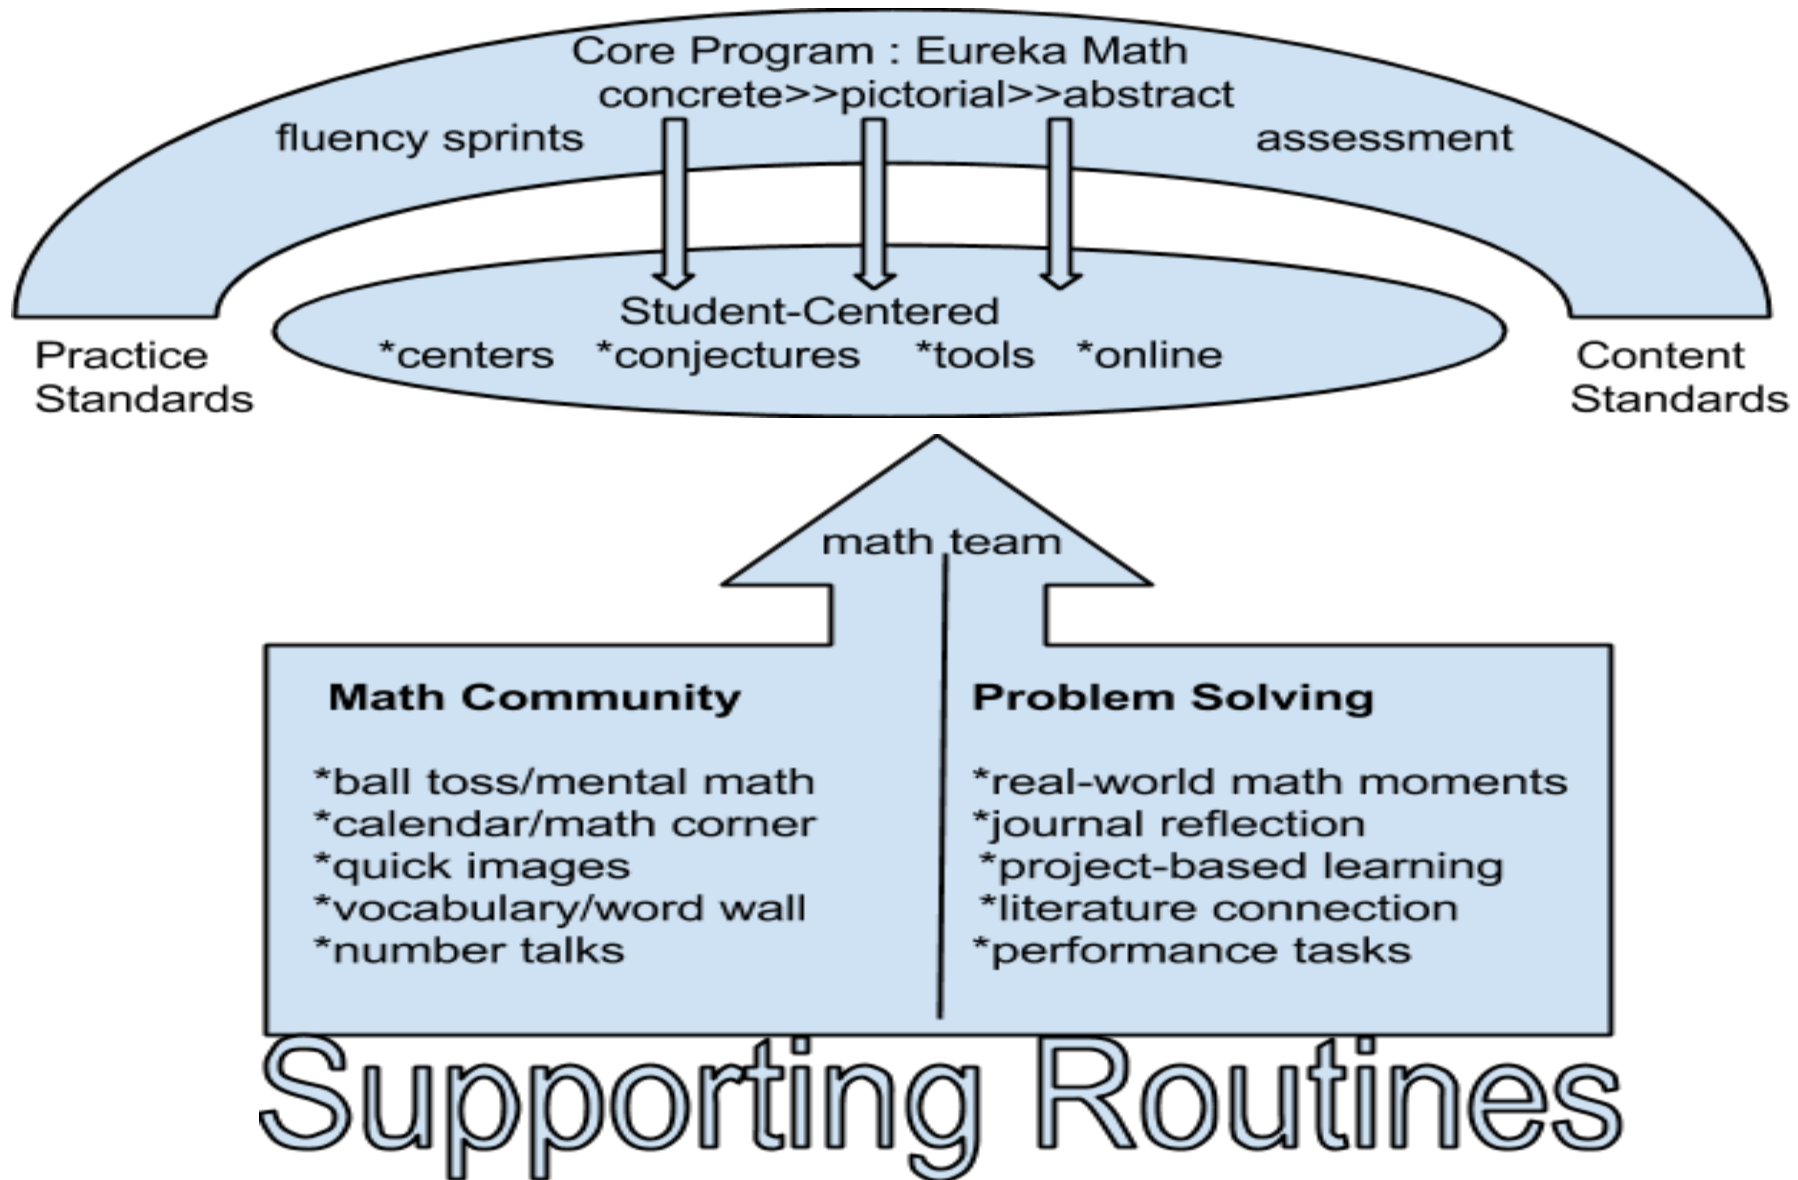 Core Program : Eureka Math
concrete>>pictorial>>abstract
fluency sprints
assessment
Student-Centered
*centers *conjectures *tools *online
Practice
Standards
Content
Standards
math team
Math Community
*ball toss/mental math
*calendar/math corner
*quick images
*vocabulary/word wall
*number talks
Problem Solving
*real-world math moments
*journal reflection
*project-based learning
*literature connection
*performance tasks
Supporting Routines